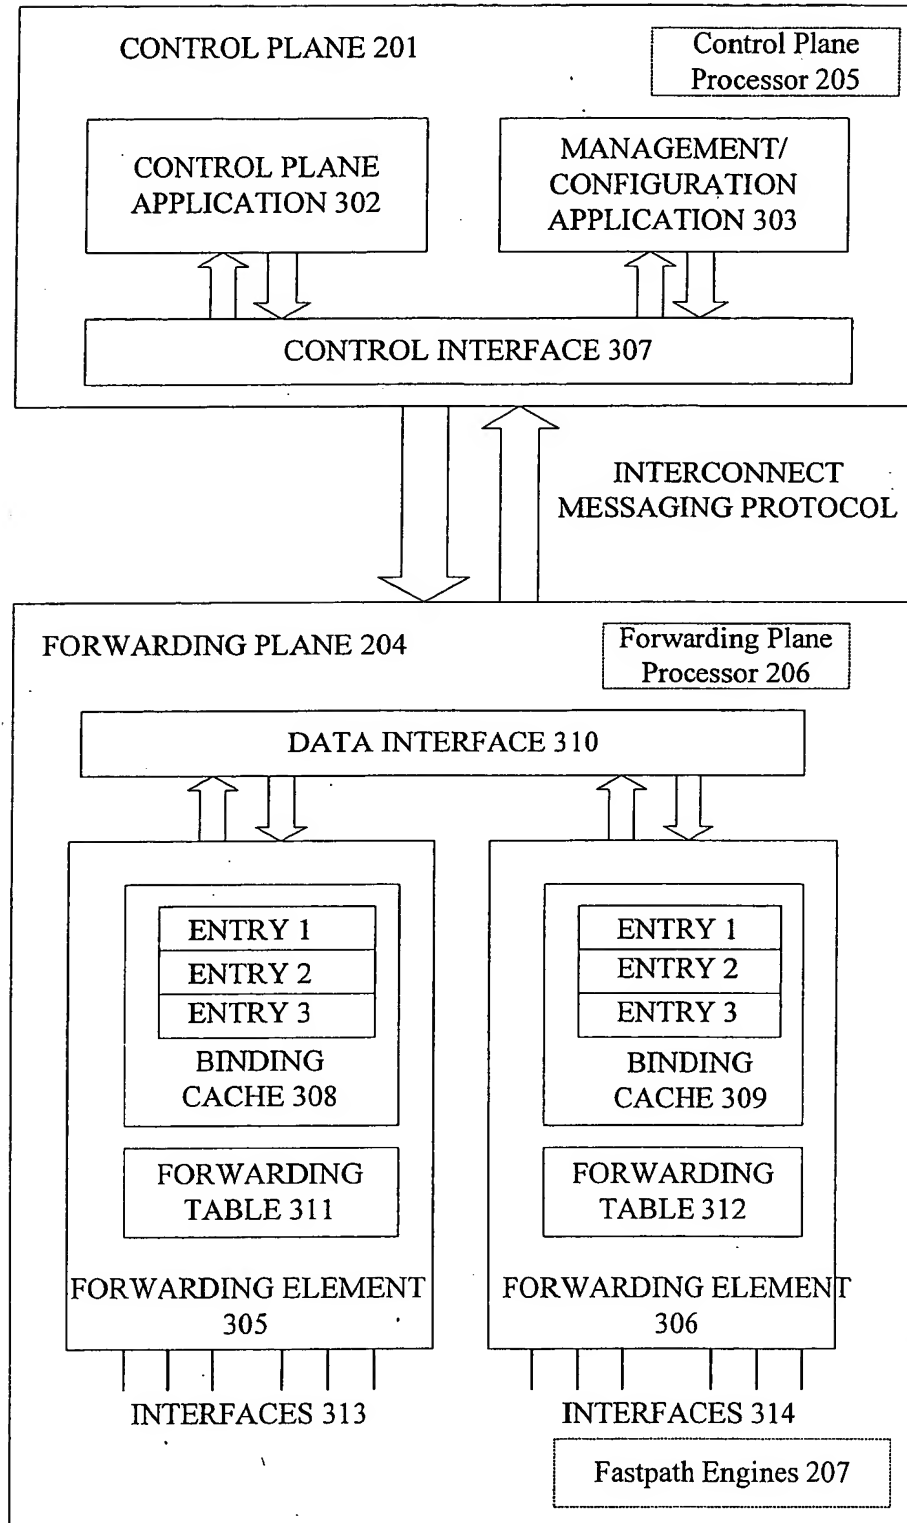 CONTROL PLANE 201
Control Plane
Processor 205
CONTROL PLANE
APPLICATION 302
MANAGEMENT/
CONFIGURATION
APPLICATION 303
CONTROL INTERFACE 307
INTERCONNECT
MESSAGING PROTOCOL
FORWARDING PLANE 204
Forwarding Plane
Processor 206
DATA INTERFACE 310
ENTRY 1
ENTRY 2
ENTRY 3
BINDING
CACHE 308
FORWARDING
TABLE 311
FORWARDING ELEMENT
305
INTERFACES 313
ENTRY 1
ENTRY 2
ENTRY 3
BINDING
CACHE 309
FORWARDING
TABLE 312
FORWARDING ELEMENT
306
INTERFACES 314
Fastpath Engines 207